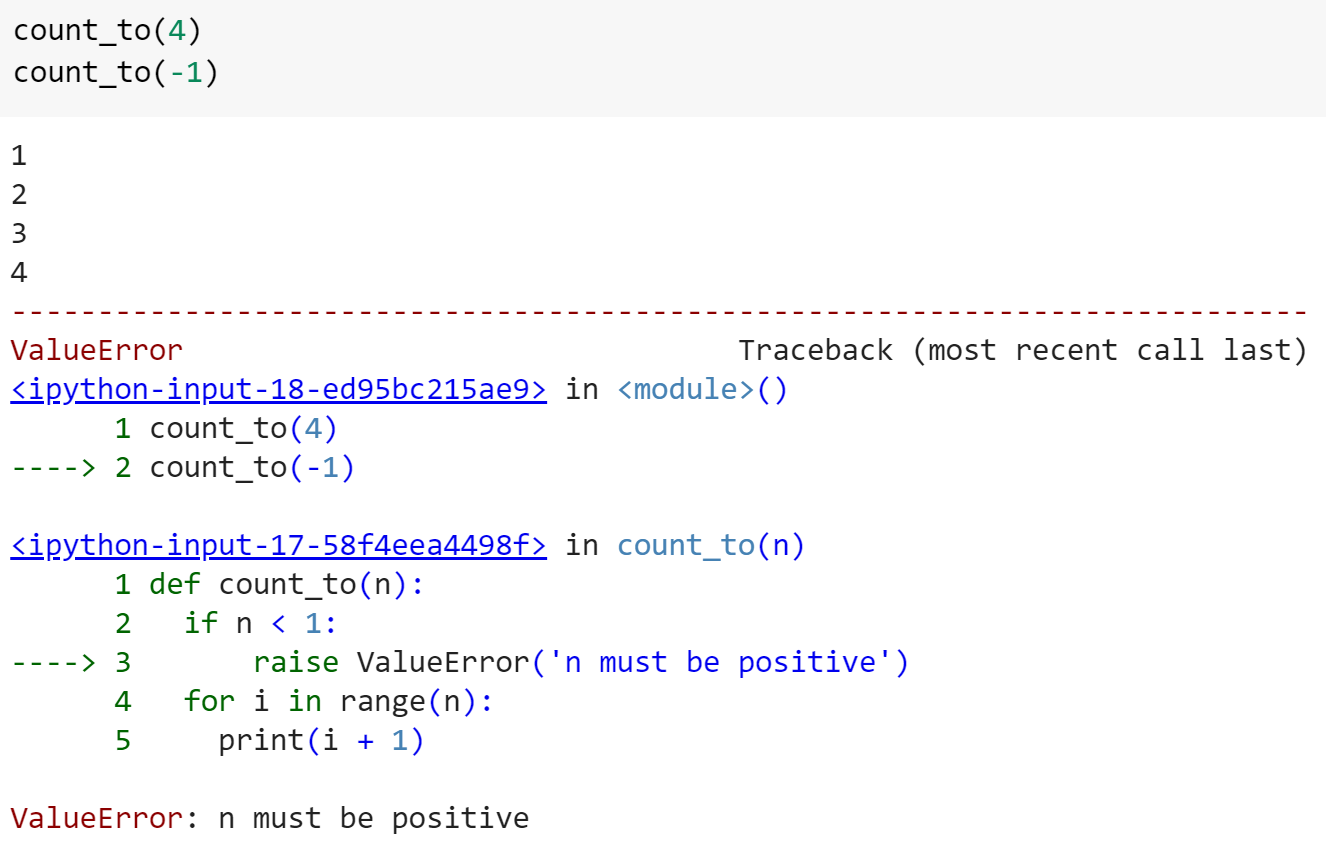 count_to(4)
count_to(-1)
1
2
3
4
---------------------------------------------------------------------------
ValueError                                Traceback (most recent call last)
<ipython-input-18-ed95bc215ae9> in <module>()
      1 count_to(4)
----> 2 count_to(-1)

<ipython-input-17-58f4eea4498f> in count_to(n)
      1 def count_to(n):
      2   if n < 1:
----> 3       raise ValueError('n must be positive')
      4   for i in range(n):
      5     print(i + 1)

ValueError: n must be positive